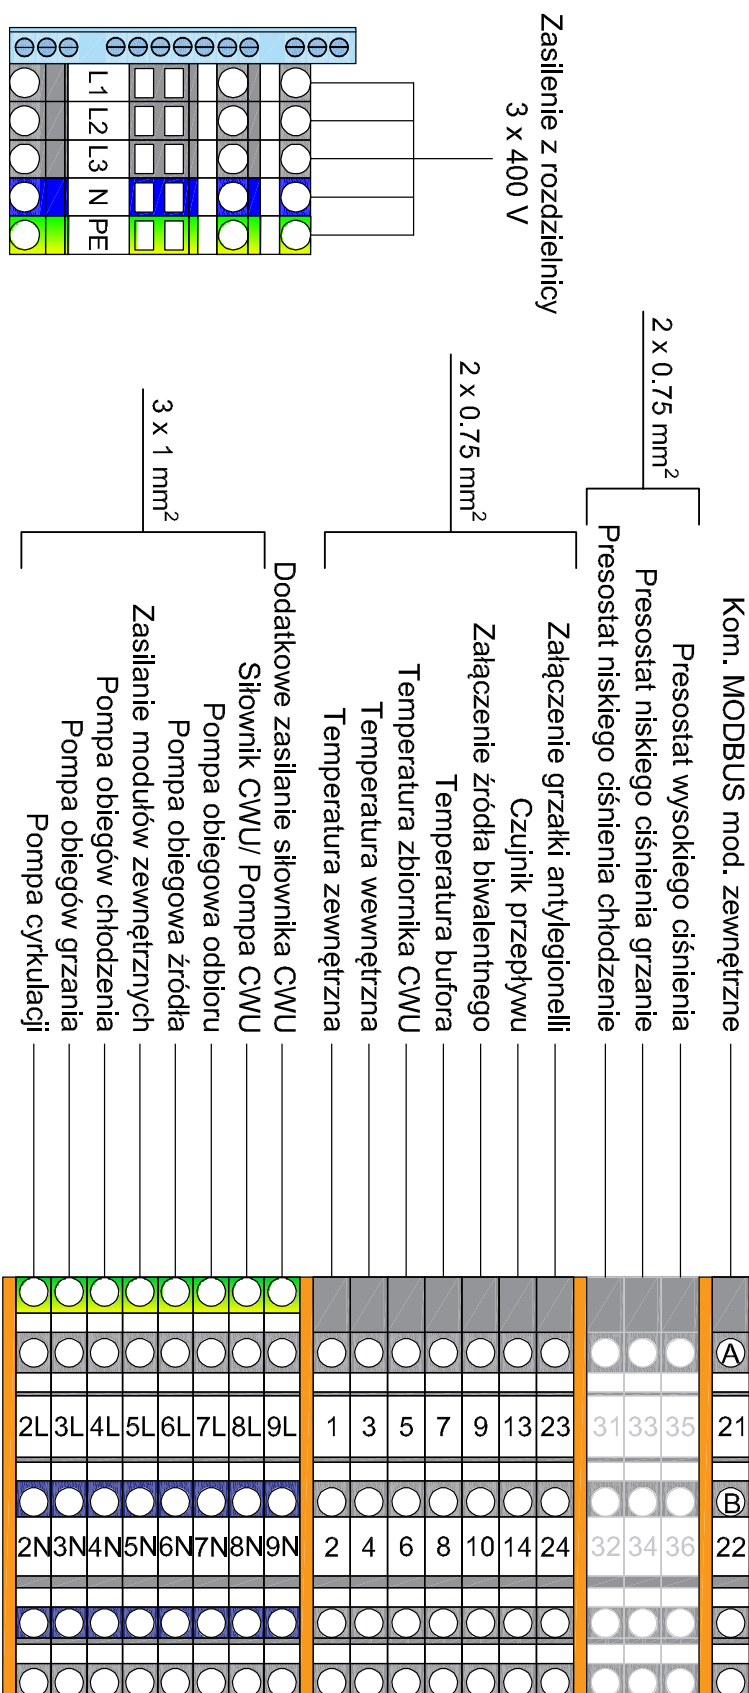 Zasilenie z rozdzielnicy
3 x 400 V
L1
L2
L3
N
PE
2 x 0.75 mm²
2 x 0.75 mm²
3 x 1 mm²
Kom. MODBUS mod. zewnętrzne
Presostat wysokiego ciśnienia
Presostat niskiego ciśnienia grzanie
Presostat niskiego ciśnienia chłodzenie
Załączenie grzałki antylegionelli
Czujnik przepływu
Załączenie źródła biwalentnego
Temperatura bufora
Temperatura zbiornika CWU
Temperatura wewnętrzna
Temperatura zewnętrzna
Dodatkowe zasilanie siłownika CWU
Siłownik CWU/ Pompa CWU
Pompa obiegowa odbioru
Pompa obiegowa źródła
Zasilanie modułów zewnętrznych
Pompa obiegów chłodzenia
Pompa obiegów grzania
Pompa cyrkulacji
A
2L 3L 4L 5L 6L 7L 8L 9L 1 3 5 7 9 13 23 31 33 35 21
B
2N 3N 4N 5N 6N 7N 8N 9N 2 4 6 8 10 14 24 32 34 36 22